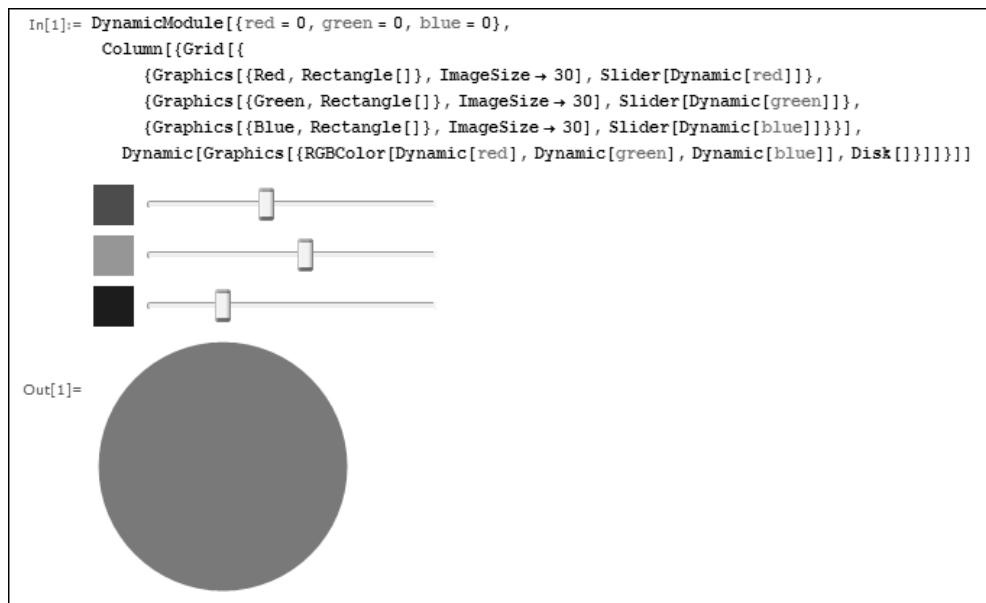 In[1]:= DynamicModule[{red = 0, green = 0, blue = 0},
Column[{Grid[{
{Graphics[{Red, Rectangle[]}, ImageSize → 30], Slider[Dynamic[red]]},
{Graphics[{Green, Rectangle[]}, ImageSize → 30], Slider[Dynamic[green]]},
{Graphics[{Blue, Rectangle[]}, ImageSize → 30], Slider[Dynamic[blue]]}}],
Dynamic[Graphics[{RGBColor[Dynamic[red], Dynamic[green], Dynamic[blue]], Disk[]}]]}]]
Out[1]=